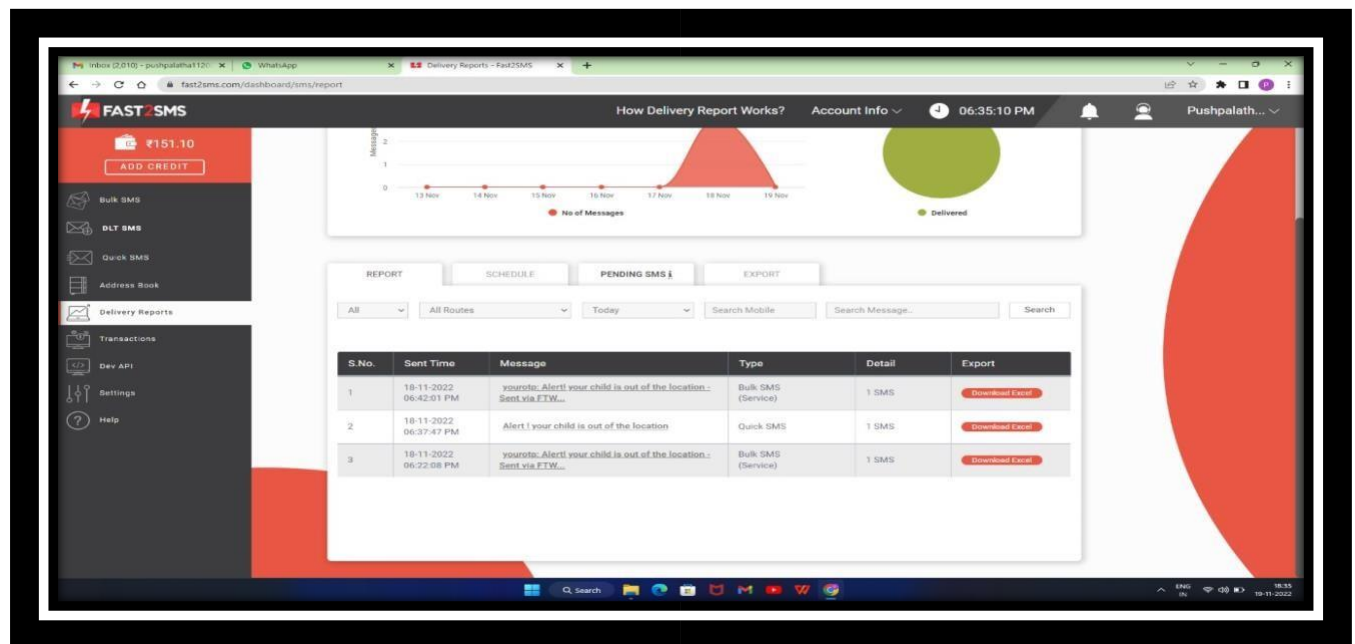 Inbox (2,010) - pushpalatha1120
WhatsApp
Delivery Reports - Fast2SMS
fast2sms.com/dashboard/sms/report
FAST2SMS
How Delivery Report Works?
Account Info
06:35:10 PM
Pushpalath...
₹151.10
ADD CREDIT
Bulk SMS
DLT SMS
Quick SMS
Address Book
Delivery Reports
Transactions
Dev API
Settings
Help
Messages
2
1
0
13 Nov 14 Nov 15 Nov 16 Nov 17 Nov 18 Nov 19 Nov
No of Messages
Delivered
REPORT SCHEDULE PENDING SMS EXPORT
All All Routes Today Search Mobile Search Message.. Search
S.No. Sent Time Message Type Detail Export
1 18-11-2022 06:42:01 PM youroto: Alert! your child is out of the location - Sent via FTW... Bulk SMS (Service) 1 SMS Download Excel
2 18-11-2022 06:37:47 PM Alert ! your child is out of the location Quick SMS 1 SMS Download Excel
3 18-11-2022 06:22:08 PM youroto: Alert! your child is out of the location - Sent via FTW... Bulk SMS (Service) 1 SMS Download Excel
Search
ENG
IN
18:35
19-11-2022